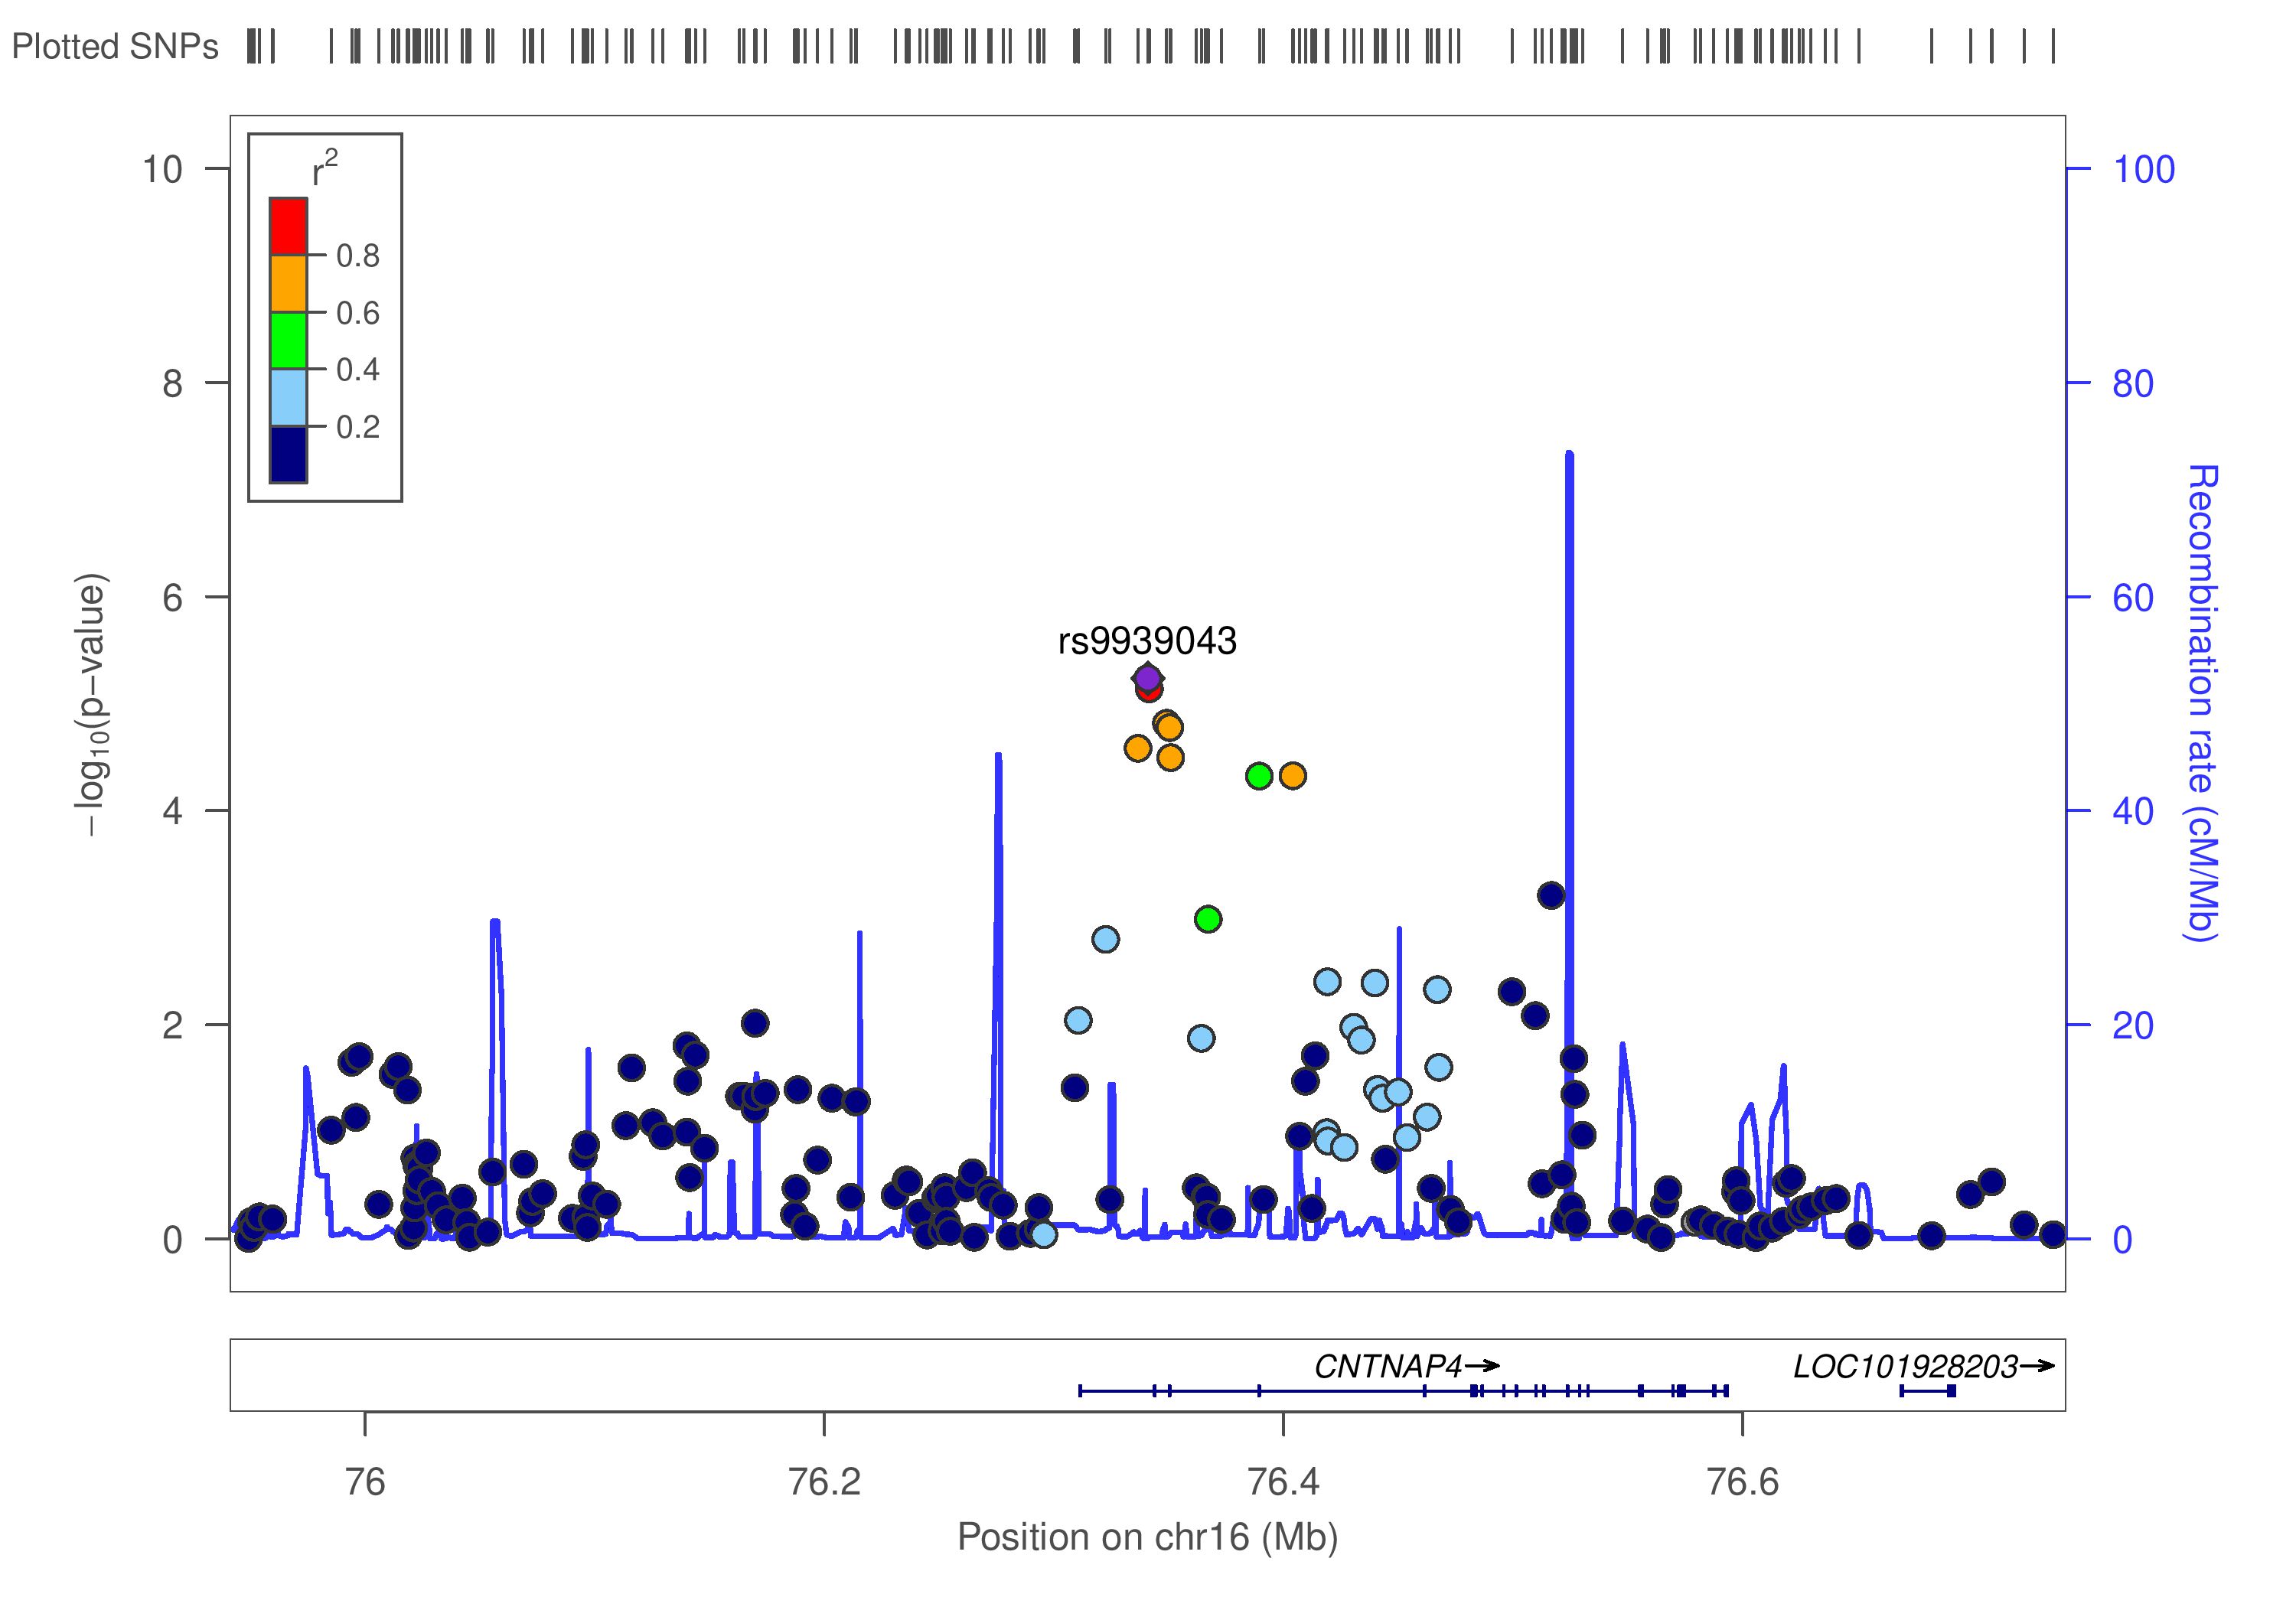 Plotted SNPs
r2
0.8
0.6
0.4
0.2
10
8
6
4
2
0
−log10(p−value)
100
80
60
40
20
0
Recombination rate (cM/Mb)
rs9939043
CNTNAP4
LOC101928203
76
76.2
76.4
76.6
Position on chr16 (Mb)